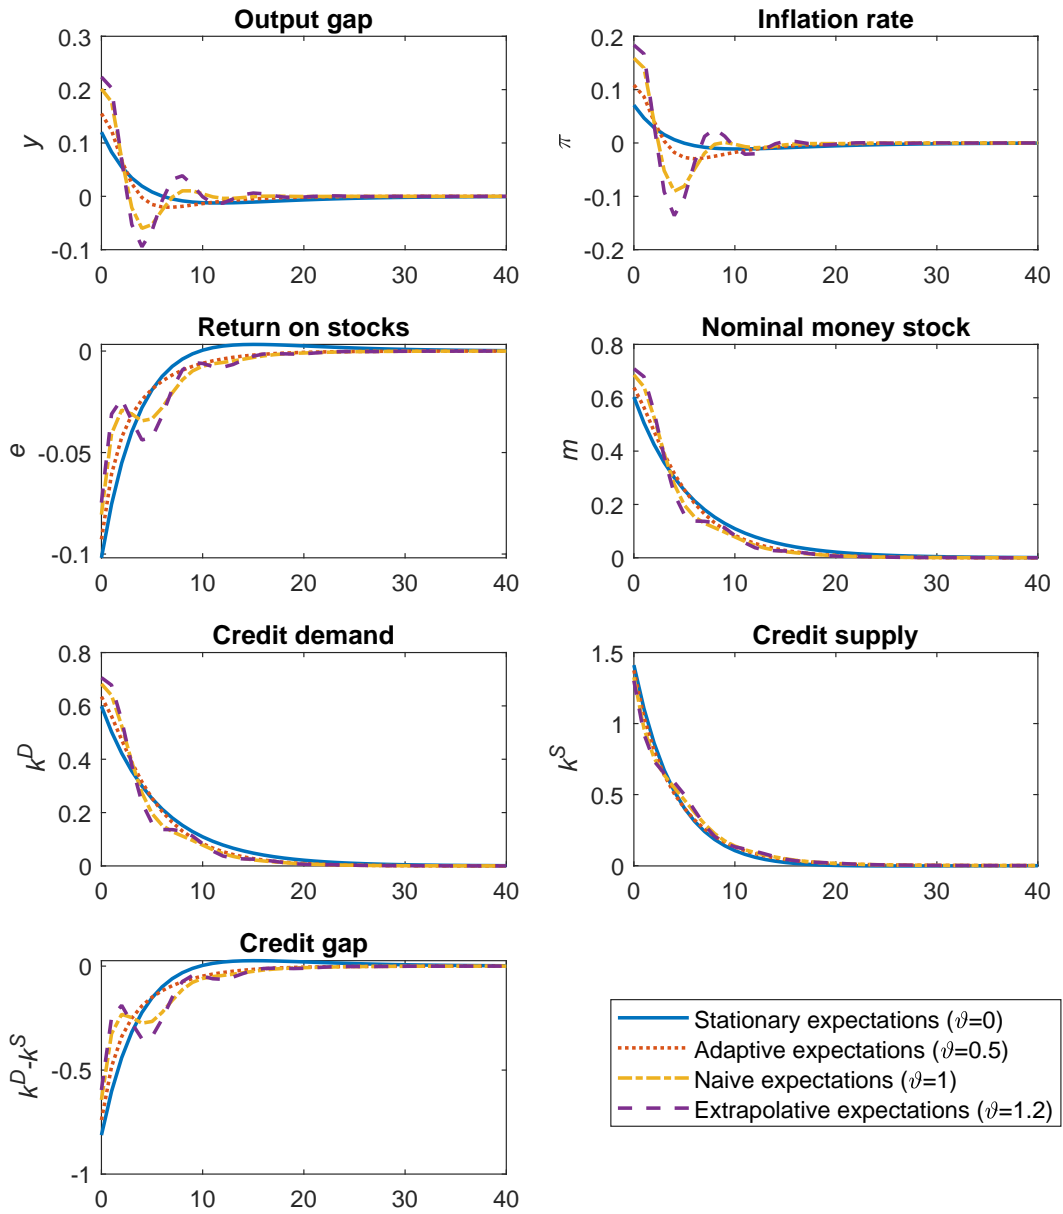 Output gap
0.3
0.2
0.1
0
-0.1
y
0 10 20 30 40
Inflation rate
0.2
0.1
0
-0.1
-0.2
π
0 10 20 30 40
Return on stocks
0
-0.05
-0.1
e
0 10 20 30 40
Nominal money stock
0.8
0.6
0.4
0.2
0
m
0 10 20 30 40
Credit demand
0.8
0.6
0.4
0.2
0
k^D
0 10 20 30 40
Credit supply
1.5
1
0.5
0
k^S
0 10 20 30 40
Credit gap
0
-0.5
-1
k^D-k^S
0 10 20 30 40
Stationary expectations (ϑ=0)
Adaptive expectations (ϑ=0.5)
Naive expectations (ϑ=1)
Extrapolative expectations (ϑ=1.2)